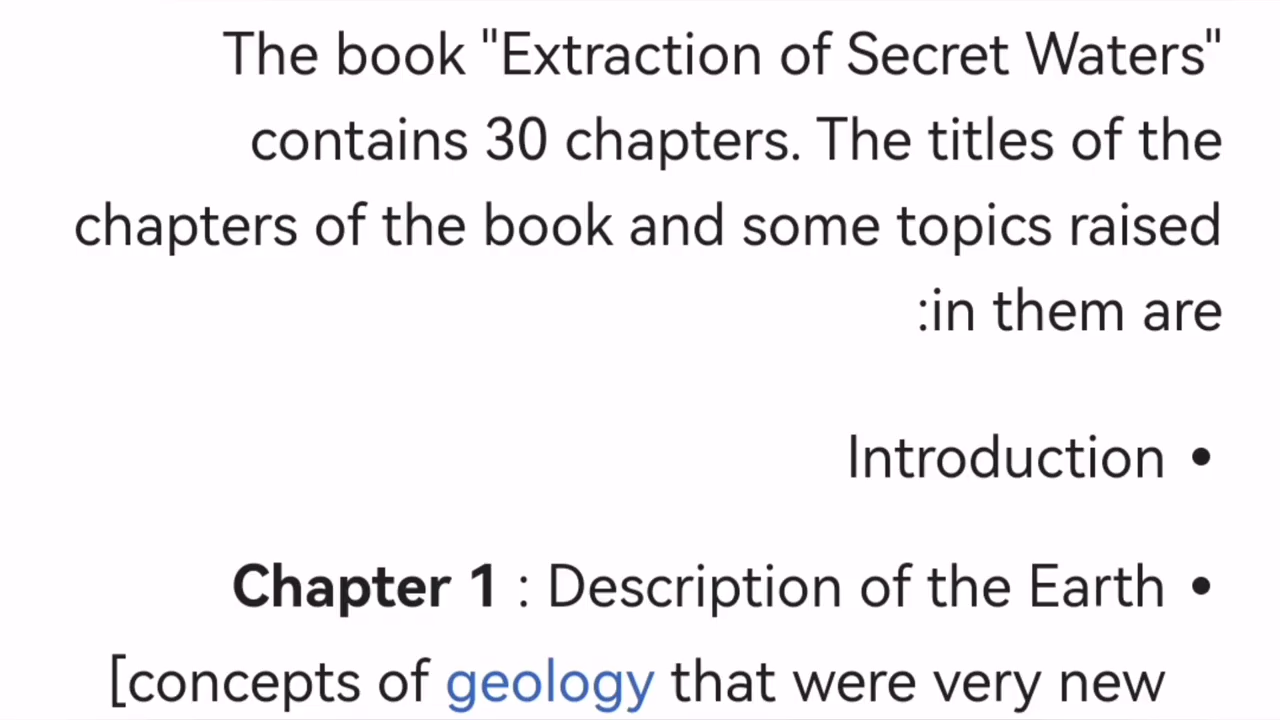 The book "Extraction of Secret Waters"
contains 30 chapters. The titles of the
chapters of the book and some topics raised
:in them are
Introduction •
Chapter 1 : Description of the Earth •
[concepts of geology that were very new